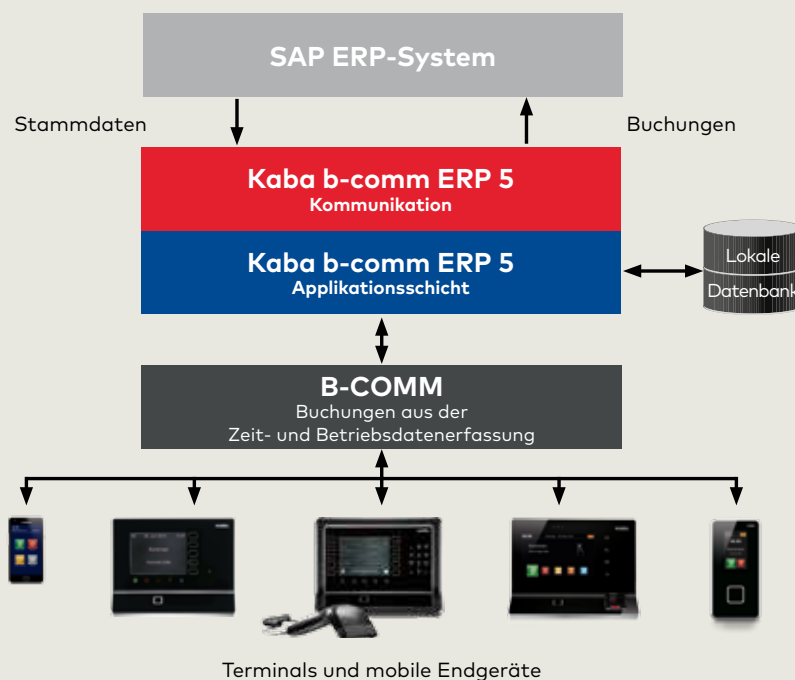 SAP ERP-System
Stammdaten
Buchungen
Kaba b-comm ERP 5
Kommunikation
Kaba b-comm ERP 5
Applikationsschicht
Lokale
Datenbank
B-COMM
Buchungen aus der
Zeit- und Betriebsdatenerfassung
Terminals und mobile Endgeräte